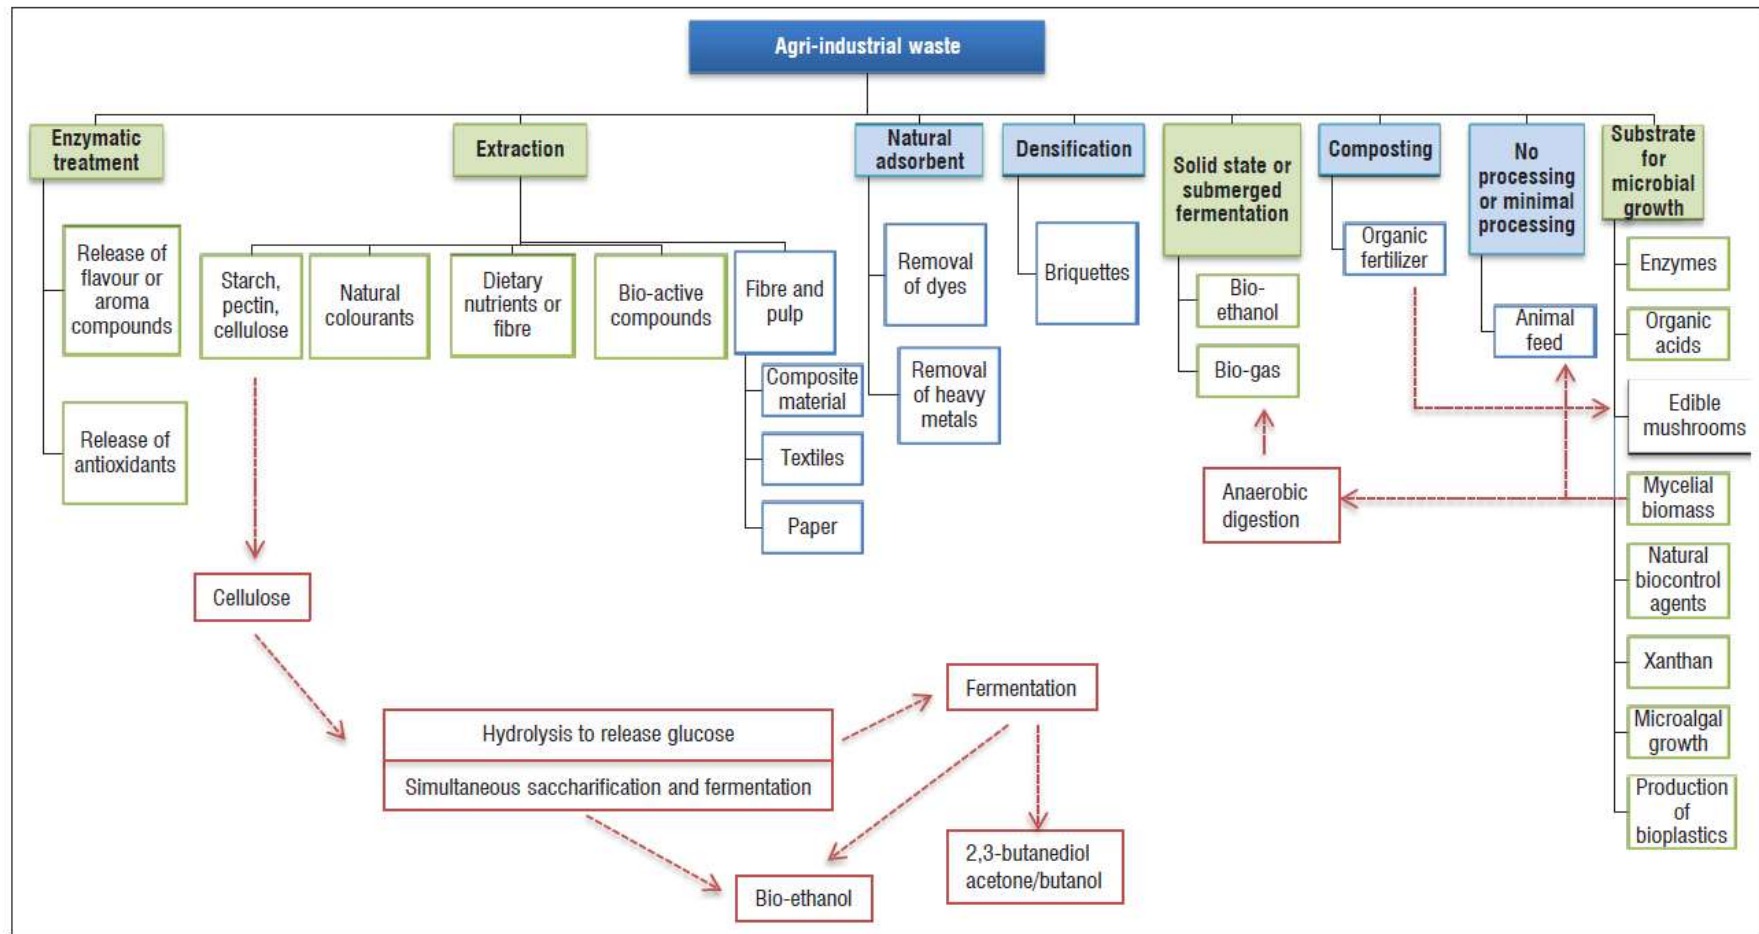 Agri-industrial waste
Enzymatic
treatment
Extraction
Natural
adsorbent
Densification
Solid state or
submerged
fermentation
Composting
No
processing
or minimal
processing
Substrate
for
microbial
growth
Release of
flavour or
aroma
compounds
Release of
antioxidants
Starch,
pectin,
cellulose
Natural
colourants
Dietary
nutrients or
fibre
Bio-active
compounds
Fibre and
pulp
Composite
material
Textiles
Paper
Removal
of dyes
Removal
of heavy
metals
Briquettes
Bio-
ethanol
Bio-gas
Organic
fertilizer
Animal
feed
Enzymes
Organic
acids
Edible
mushrooms
Mycelial
biomass
Natural
biocontrol
agents
Xanthan
Microalgal
growth
Production
of
bioplastics
Anaerobic
digestion
Cellulose
Hydrolysis to release glucose
Simultaneous saccharification and fermentation
Fermentation
2,3-butanediol
acetone/butanol
Bio-ethanol